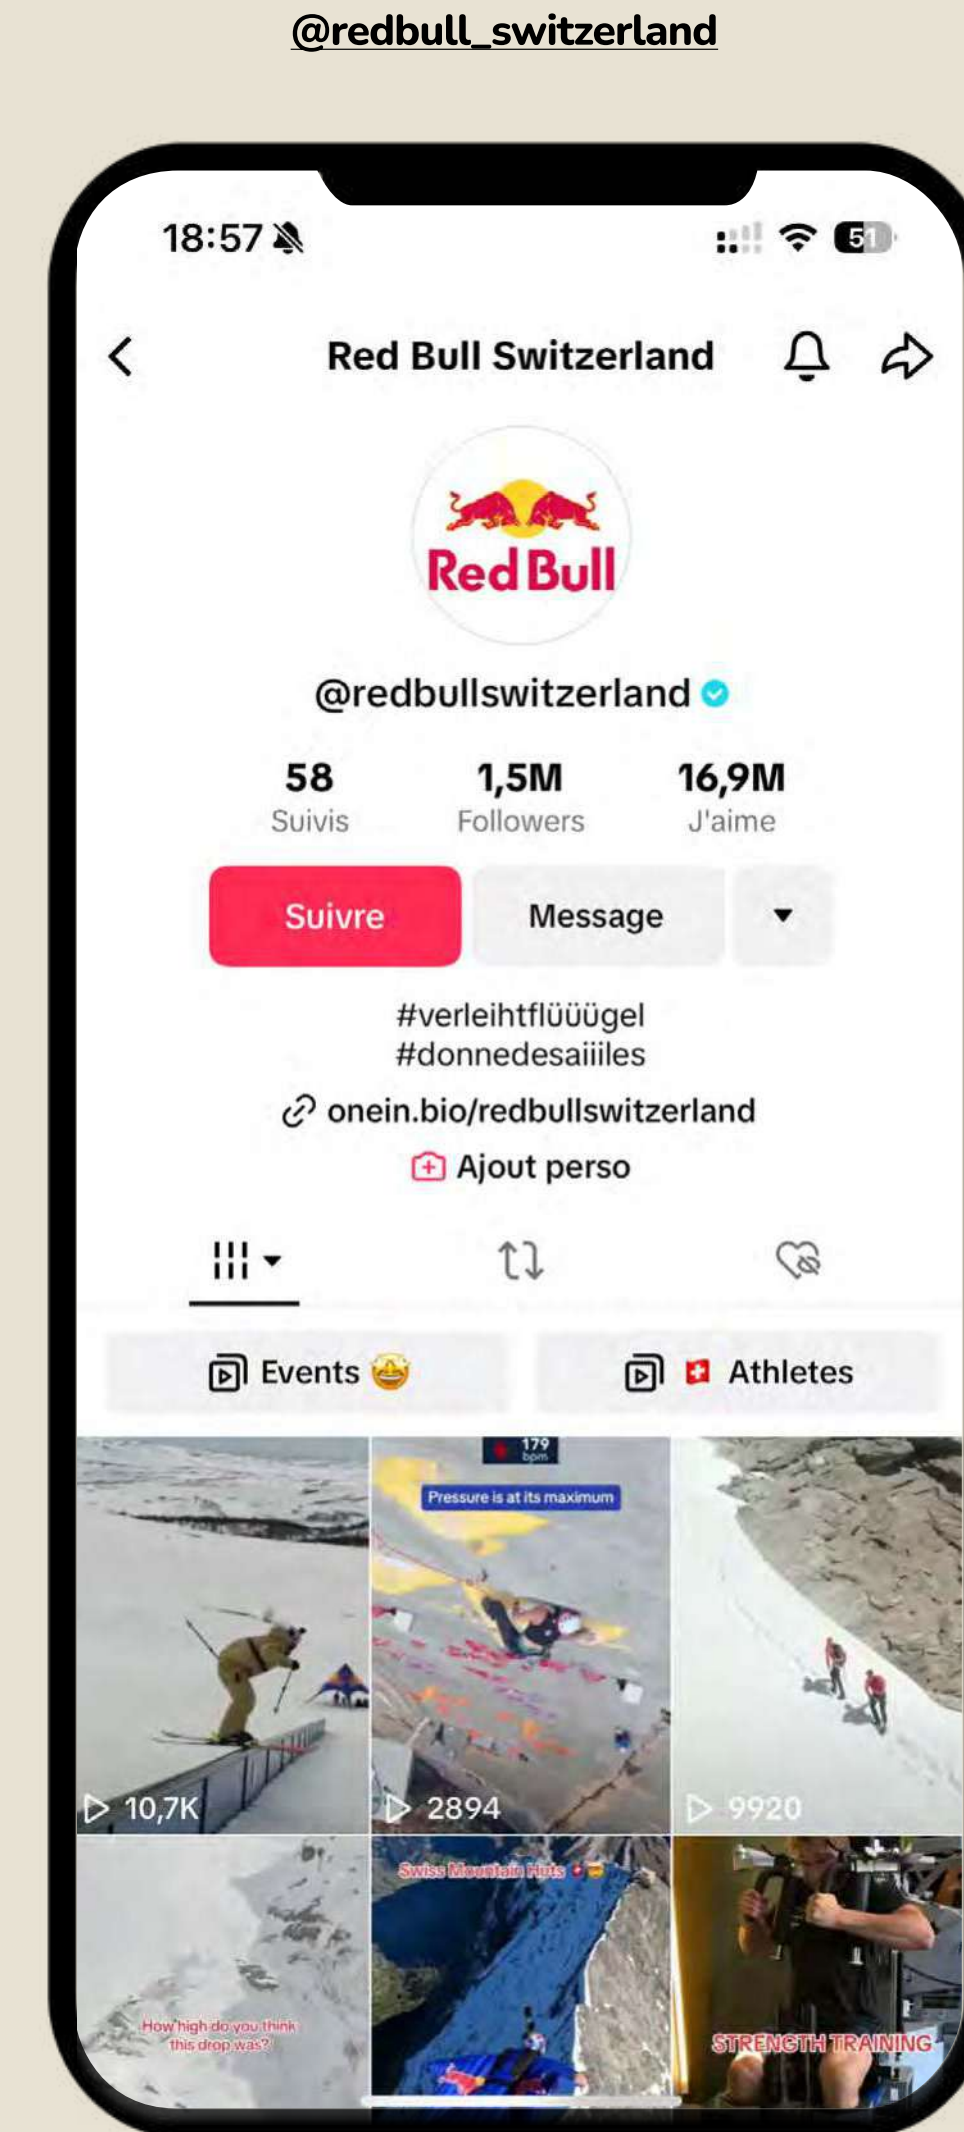 @redbull_switzerland
18:57
51
Red Bull Switzerland
Red Bull
@redbullswitzerland
58 1,5M 16,9M
Suivis Followers J'aime
Suivre Message
#verleihtflüüügel
#donnedesaiiiles
onein.bio/redbullswitzerland
Ajout perso
Events 🤩 🇨🇭 Athletes
179
bpm
Pressure is at its maximum
10,7K 2894 9920
Swiss Mountain Huts
How high do you think
this drop was?
STRENGTH TRAINING